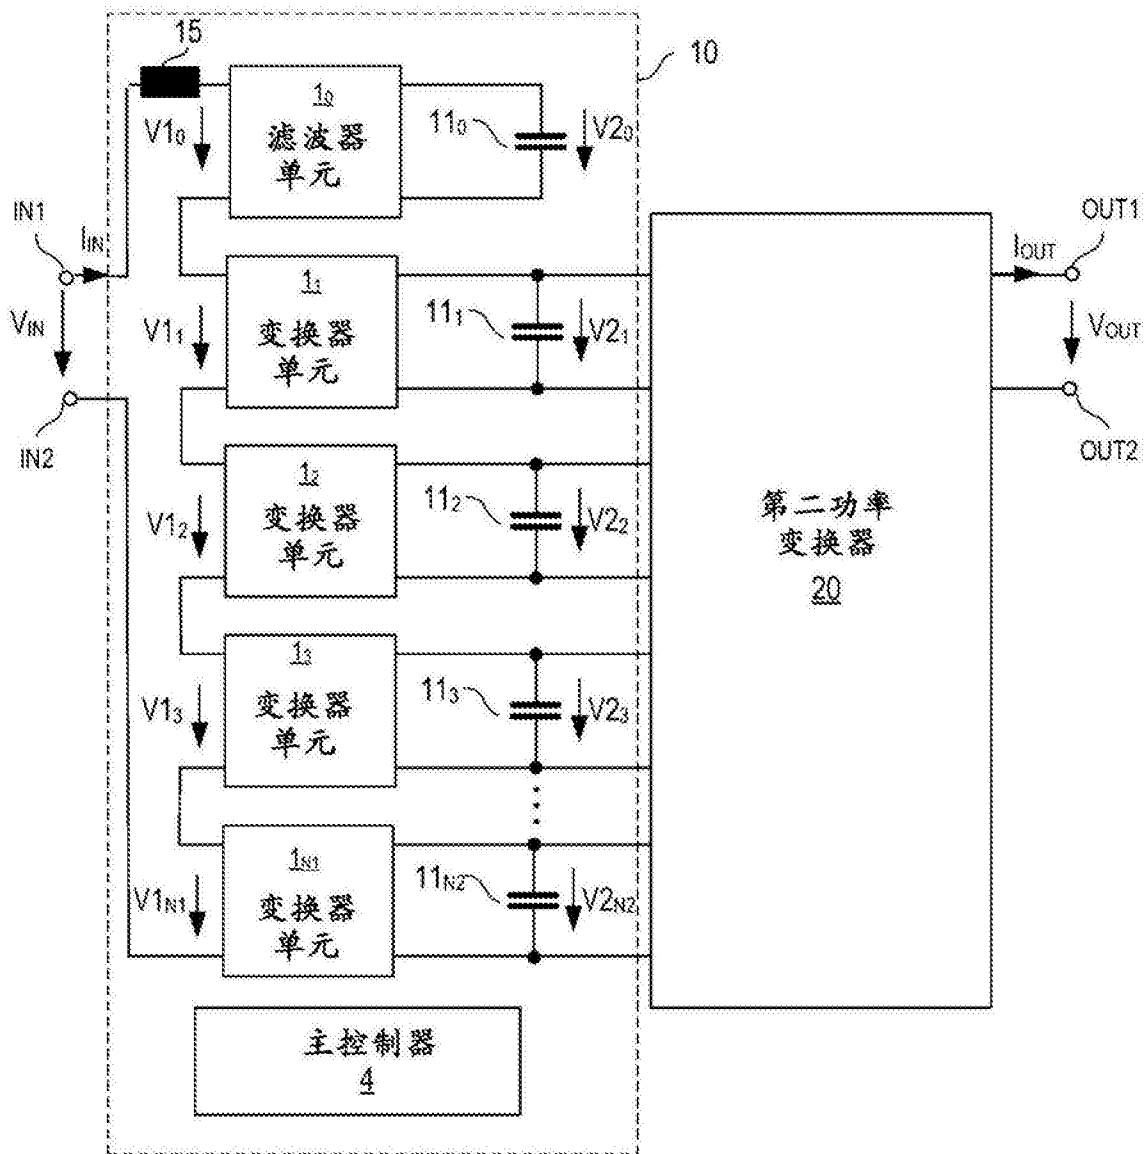 15
10
1₀
滤波器
单元
V1₀
11₀
V2₀
IN1
I_IN
V_IN
IN2
1₁
变换器
单元
V1₁
11₁
V2₁
I_OUT
OUT1
V_OUT
OUT2
1₂
变换器
单元
V1₂
11₂
V2₂
第二功率
变换器
20
1₃
变换器
单元
V1₃
11₃
V2₃
1_N1
变换器
单元
V1_N1
11_N2
V2_N2
主控制器
4